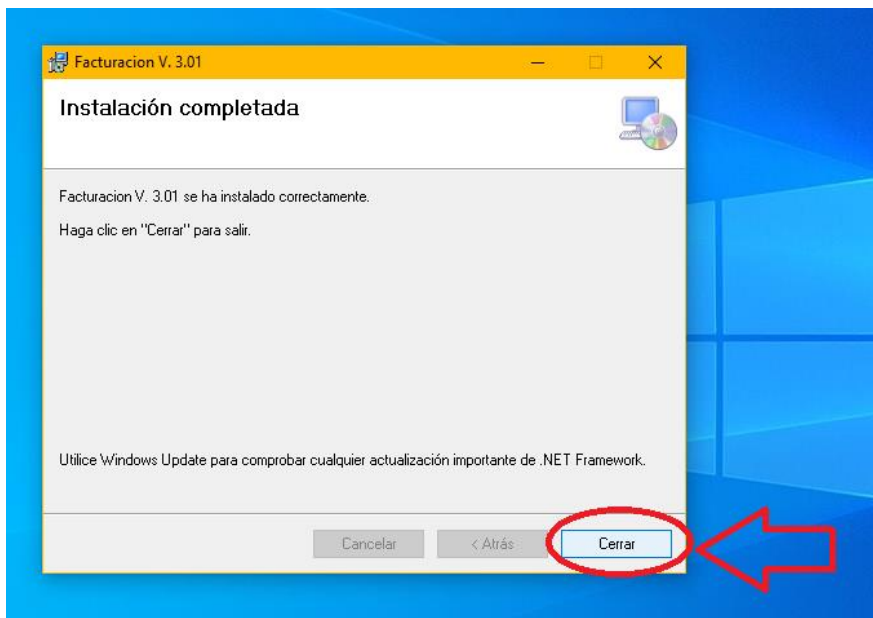 Facturacion V. 3.01
Instalación completada
Facturacion V. 3.01 se ha instalado correctamente.
Haga clic en "Cerrar" para salir.
Utilice Windows Update para comprobar cualquier actualización importante de .NET Framework.
Cancelar
< Atrás
Cerrar